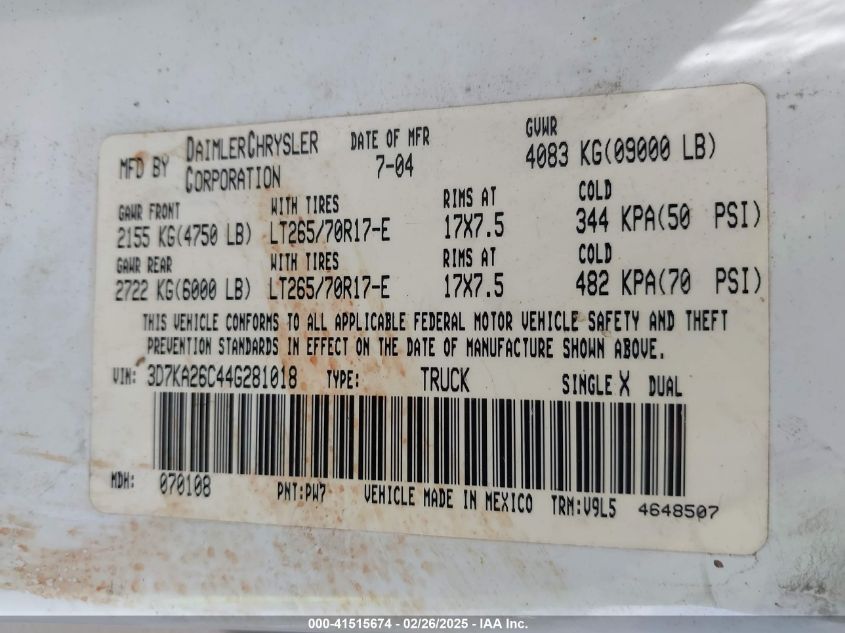 MFD BY DAIMLERCHRYSLER CORPORATION DATE OF MFR 7-04 GVWR 4083 KG(09000 LB)
GAWR FRONT WITH TIRES RIMS AT COLD
2155 KG(4750 LB) LT265/70R17-E 17X7.5 344 KPA(50 PSI)
GAWR REAR WITH TIRES RIMS AT COLD
2722 KG(6000 LB) LT265/70R17-E 17X7.5 482 KPA(70 PSI)
THIS VEHICLE CONFORMS TO ALL APPLICABLE FEDERAL MOTOR VEHICLE SAFETY AND THEFT
PREVENTION STANDARDS IN EFFECT ON THE DATE OF MANUFACTURE SHOWN ABOVE.
VIN: 3D7KA26C44G281018 TYPE: TRUCK SINGLE X DUAL
MDH: 070108 PNT:PW7 VEHICLE MADE IN MEXICO TRM:V9L5 4648507
000-41515674 - 02/26/2025 - IAA Inc.